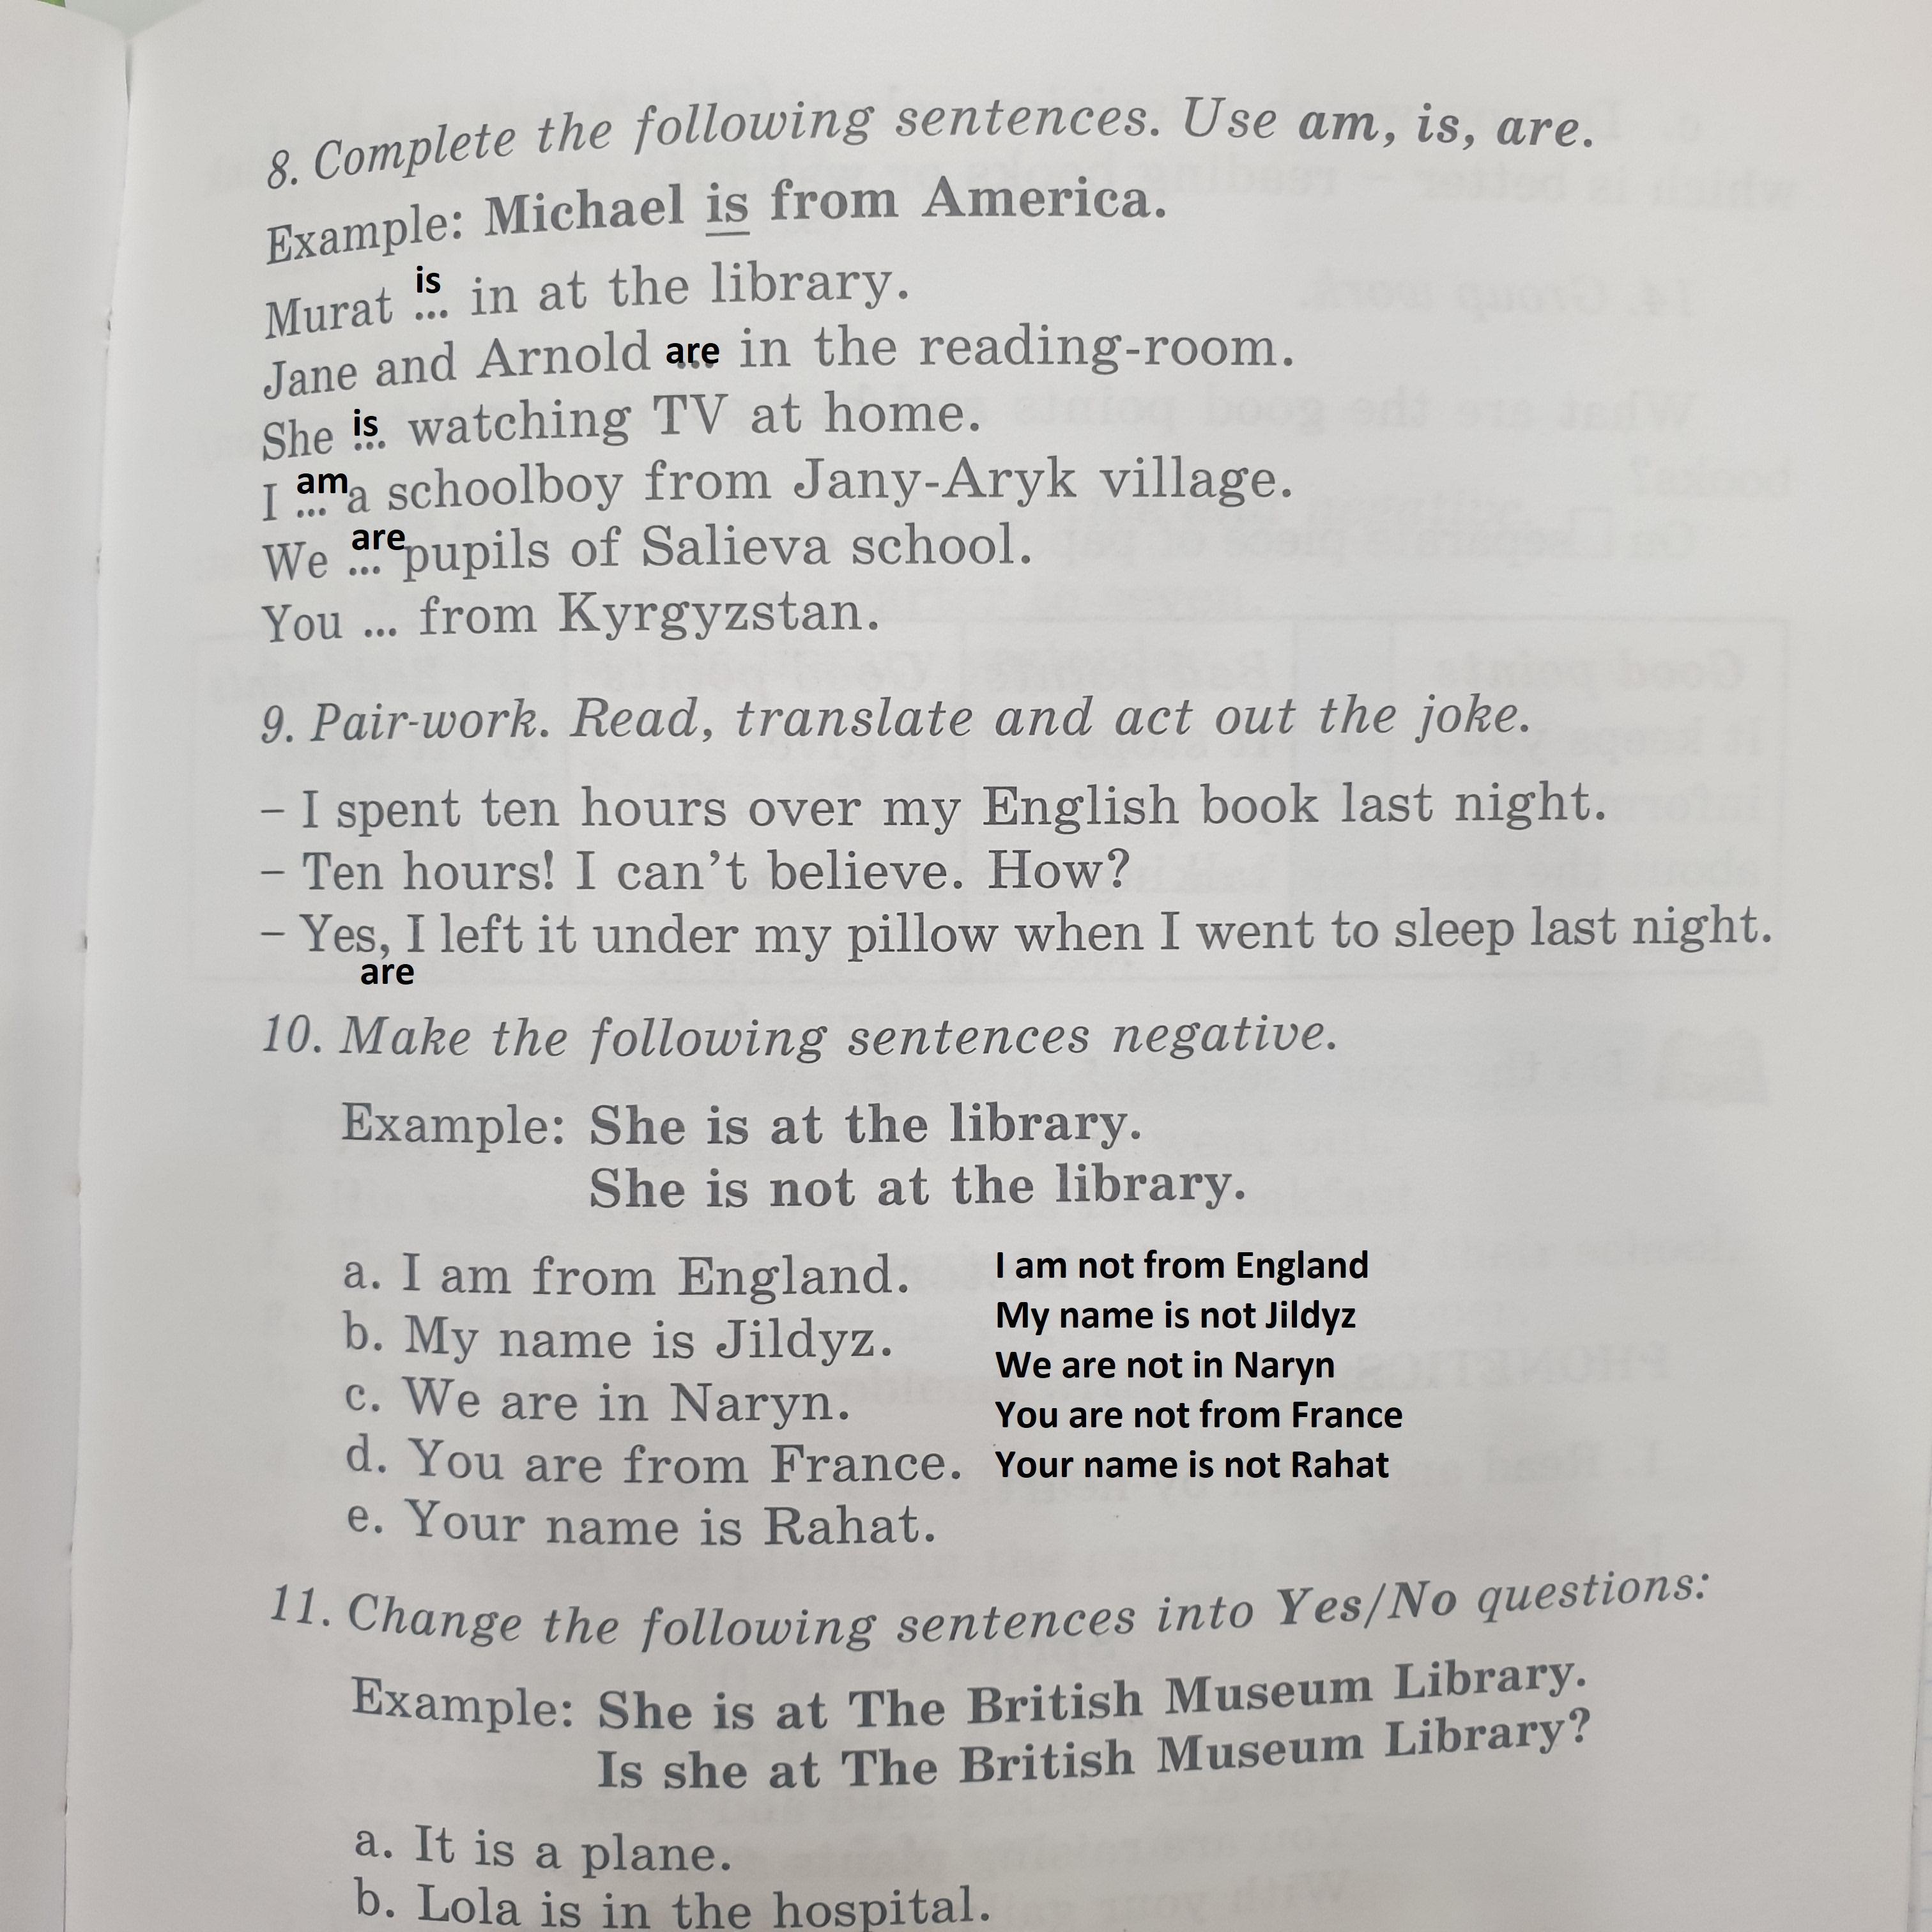 8. Complete the following sentences. Use am, is, are.
Example: Michael is from America.
Murat is ... in at the library.
Jane and Arnold are ... in the reading-room.
She is ... watching TV at home.
I am ... a schoolboy from Jany-Aryk village.
We are ... pupils of Salieva school.
You ... from Kyrgyzstan.
9. Pair-work. Read, translate and act out the joke.
– I spent ten hours over my English book last night.
– Ten hours! I can't believe. How?
– Yes, I left it under my pillow when I went to sleep last night.
are
10. Make the following sentences negative.
Example: She is at the library.
She is not at the library.
a. I am from England. I am not from England
b. My name is Jildyz. My name is not Jildyz
c. We are in Naryn. We are not in Naryn
d. You are from France. You are not from France
e. Your name is Rahat. Your name is not Rahat
11. Change the following sentences into Yes/No questions:
Example: She is at The British Museum Library.
Is she at The British Museum Library?
a. It is a plane.
b. Lola is in the hospital.